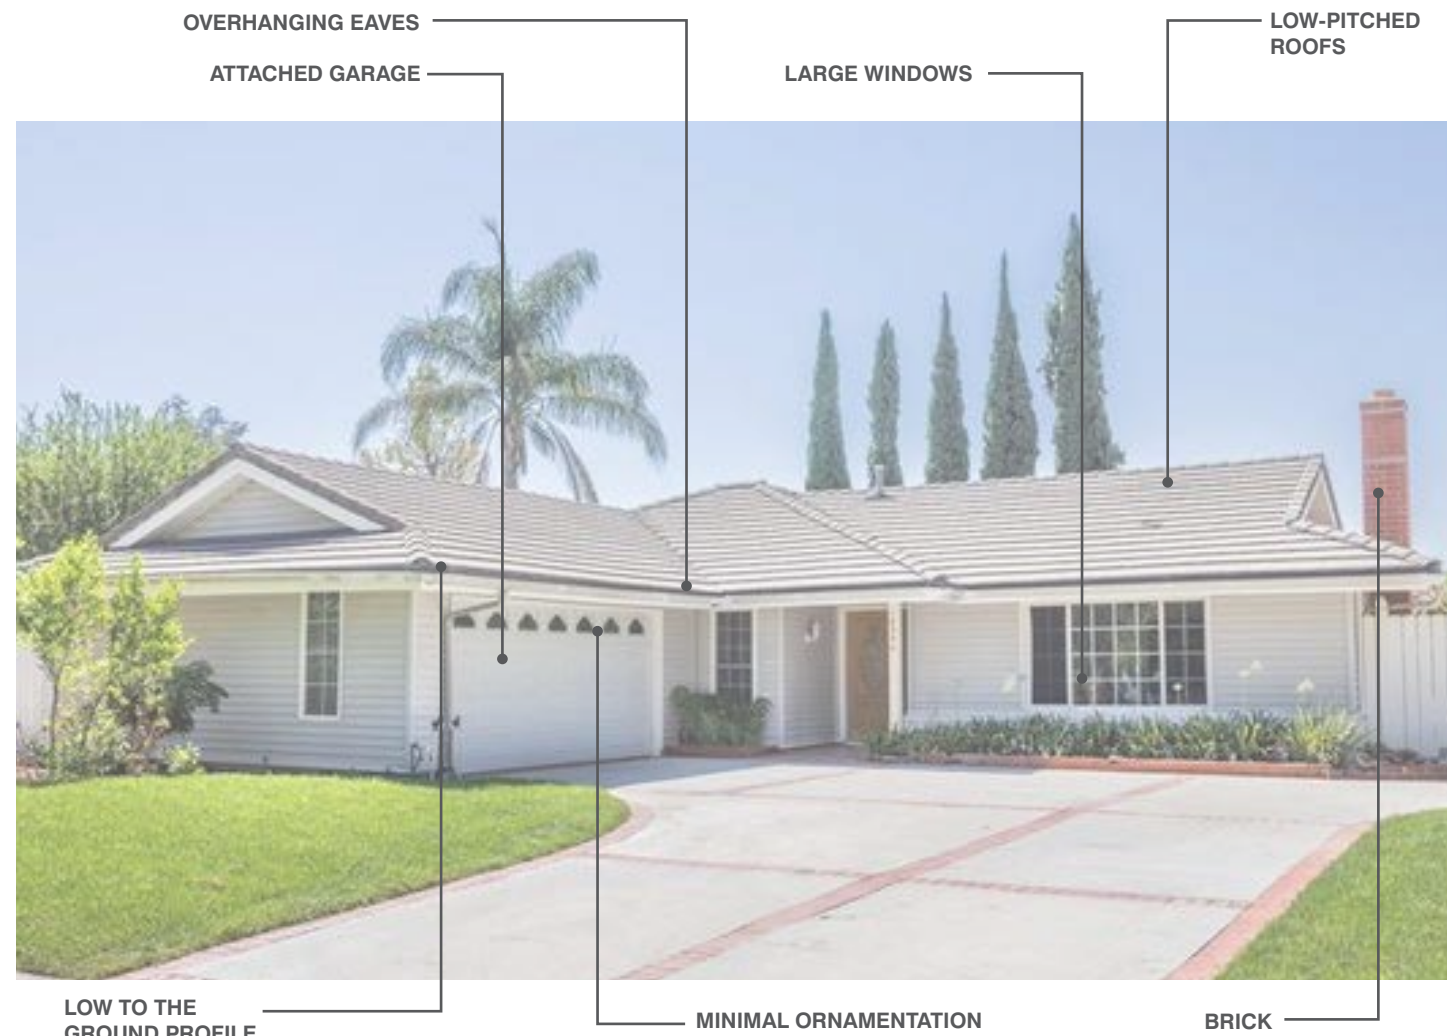 OVERHANGING EAVES
LOW-PITCHED
ROOFS
ATTACHED GARAGE
LARGE WINDOWS
LOW TO THE
GROUND PROFILE
MINIMAL ORNAMENTATION
BRICK